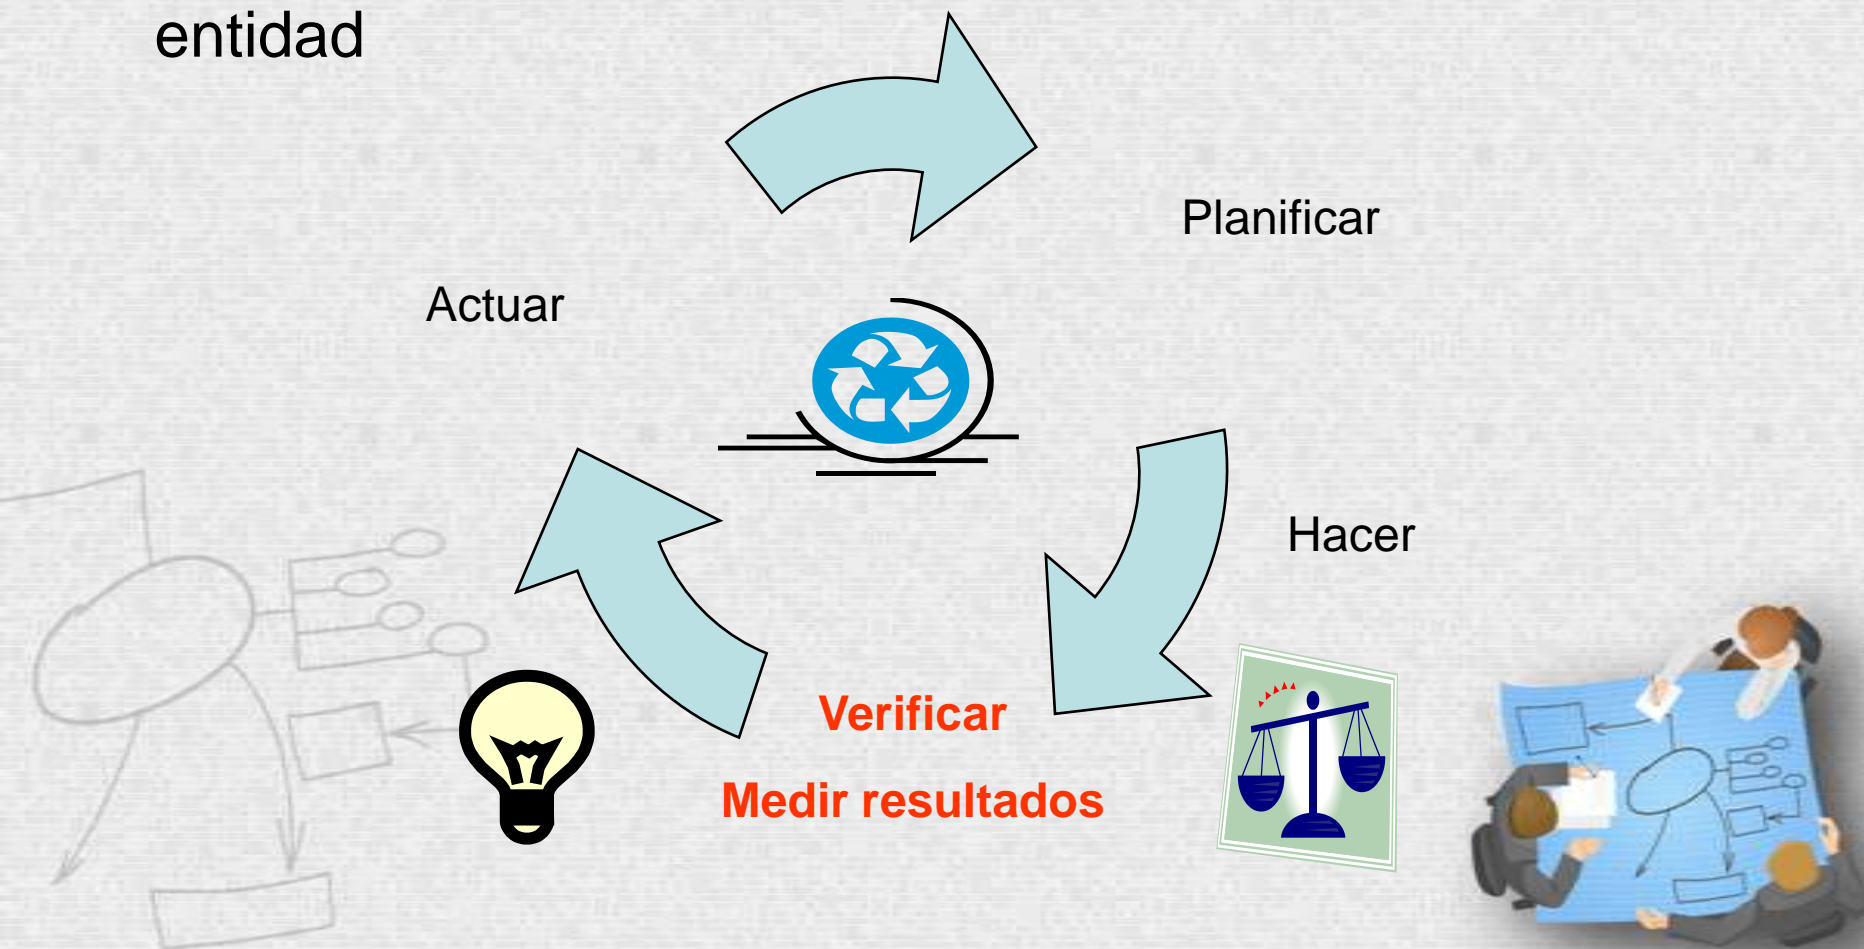 entidad
Planificar
Actuar
Hacer
Verificar
Medir resultados